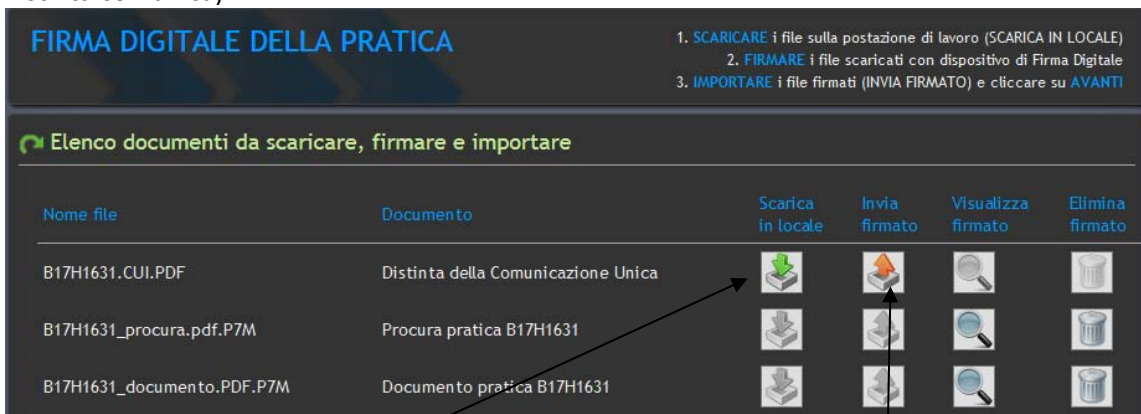 FIRMA DIGITALE DELLA PRATICA
1. SCARICARE i file sulla postazione di lavoro (SCARICA IN LOCALE)
2. FIRMARE i file scaricati con dispositivo di Firma Digitale
3. IMPORTARE i file firmati (INVIA FIRMATO) e cliccare su AVANTI
Elenco documenti da scaricare, firmare e importare
Nome file Documento Scarica in locale Invia firmato Visualizza firmato Elimina firmato
B17H1631.CUI.PDF Distinta della Comunicazione Unica
B17H1631_procura.pdf.P7M Procura pratica B17H1631
B17H1631_documento.PDF.P7M Documento pratica B17H1631